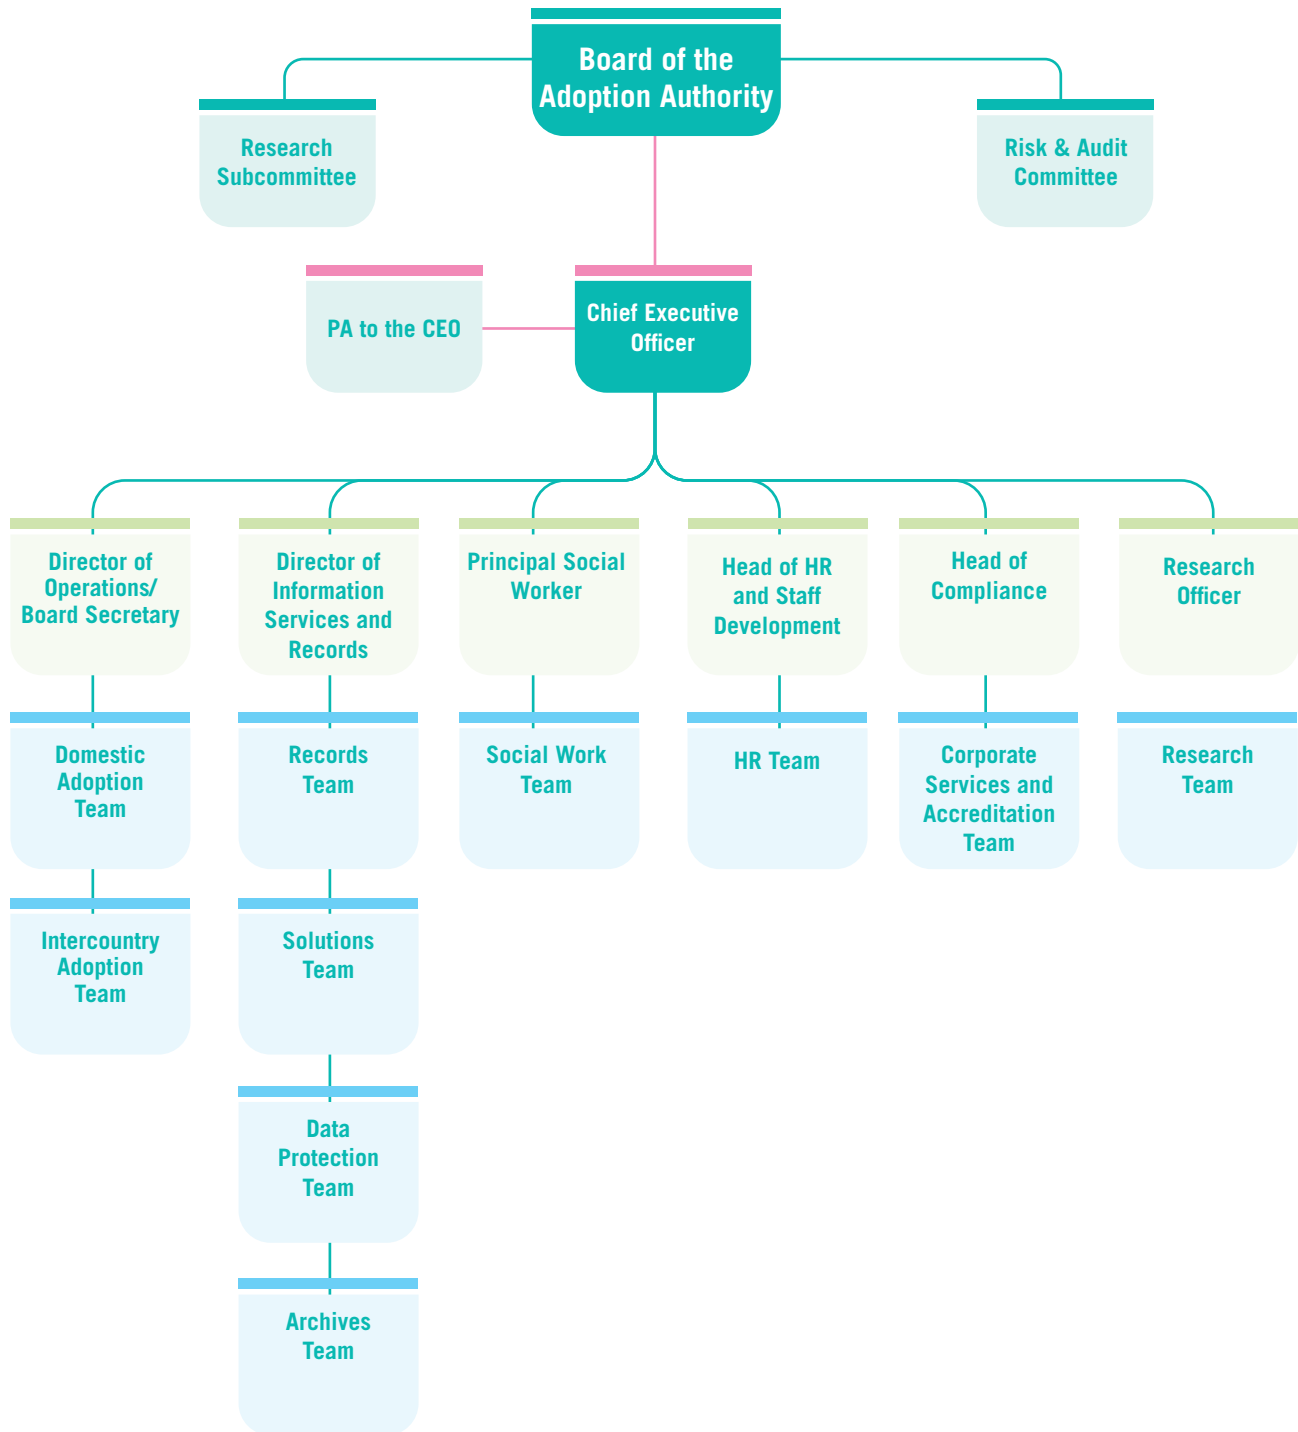 Board of the
Adoption Authority
Research
Subcommittee
Risk & Audit
Committee
PA to the CEO
Chief Executive
Officer
Director of
Operations/
Board Secretary
Director of
Information
Services and
Records
Principal Social
Worker
Head of HR
and Staff
Development
Head of
Compliance
Research
Officer
Domestic
Adoption
Team
Records
Team
Social Work
Team
HR Team
Corporate
Services and
Accreditation
Team
Research
Team
Intercountry
Adoption
Team
Solutions
Team
Data
Protection
Team
Archives
Team